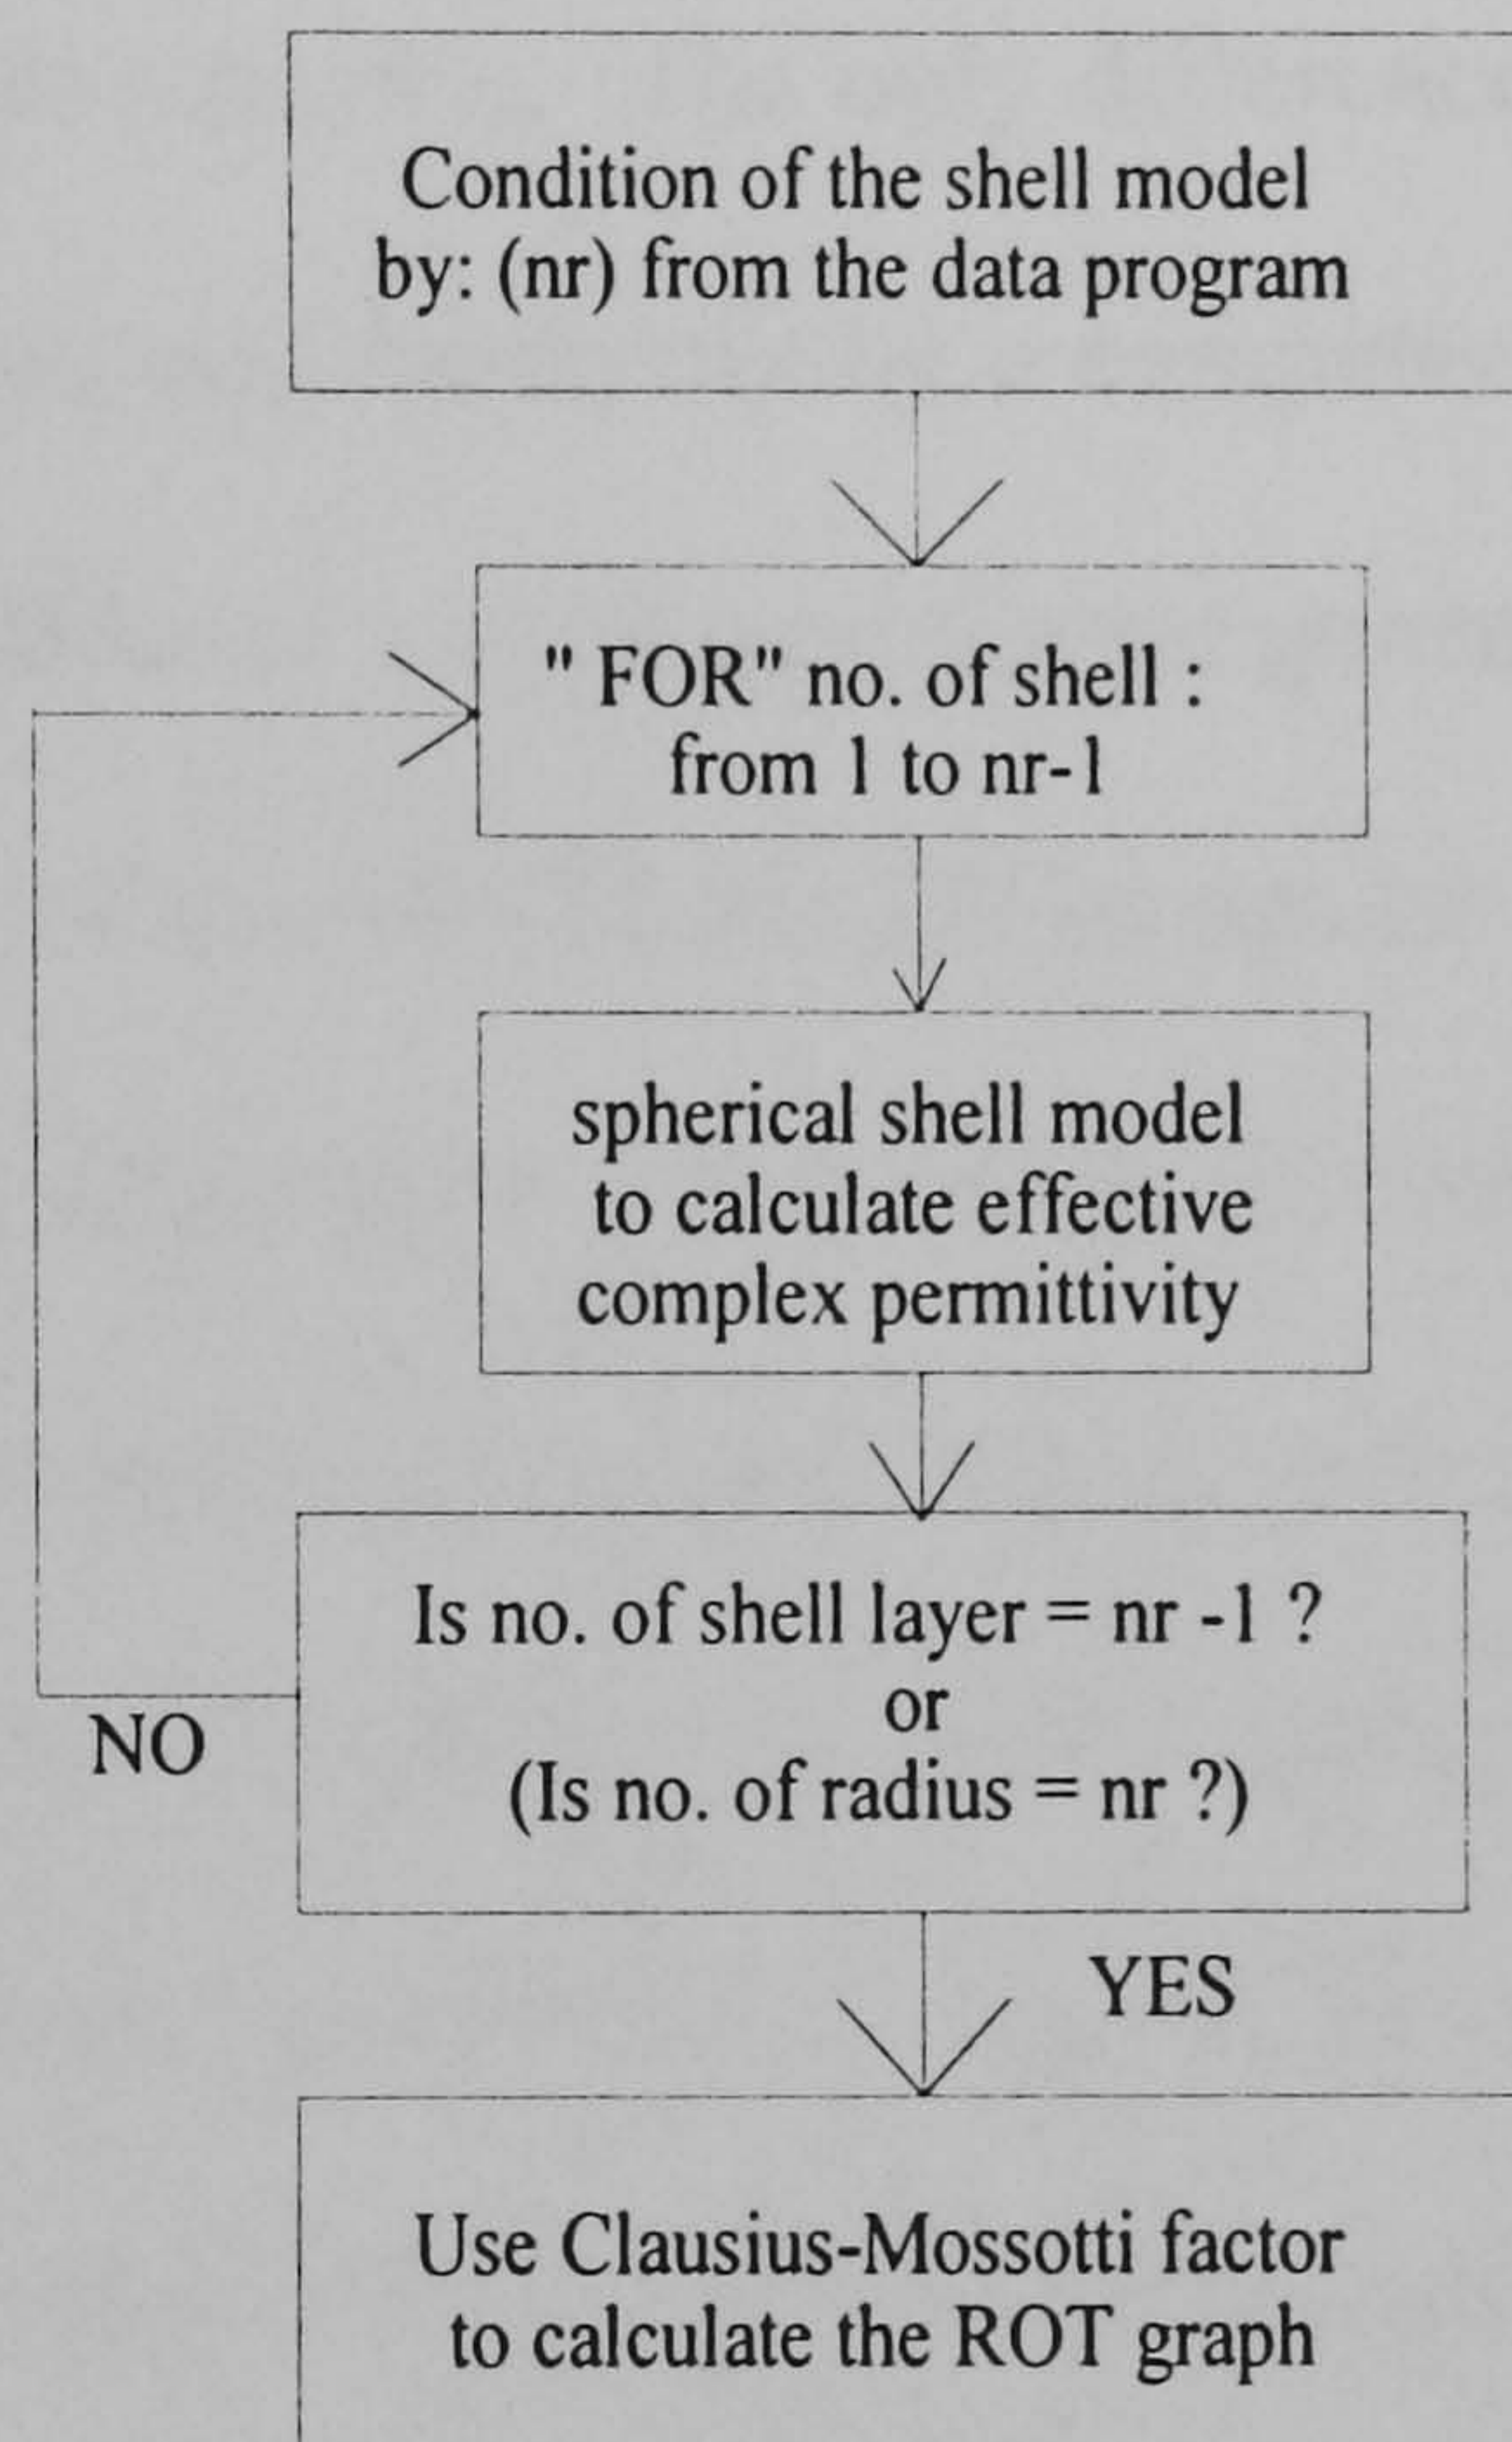 Condition of the shell model
by: (nr) from the data program
" FOR" no. of shell :
from 1 to nr-1
spherical shell model
to calculate effective
complex permittivity
Is no. of shell layer = nr -1 ?
or
(Is no. of radius = nr ?)
NO
YES
Use Clausius-Mossotti factor
to calculate the ROT graph